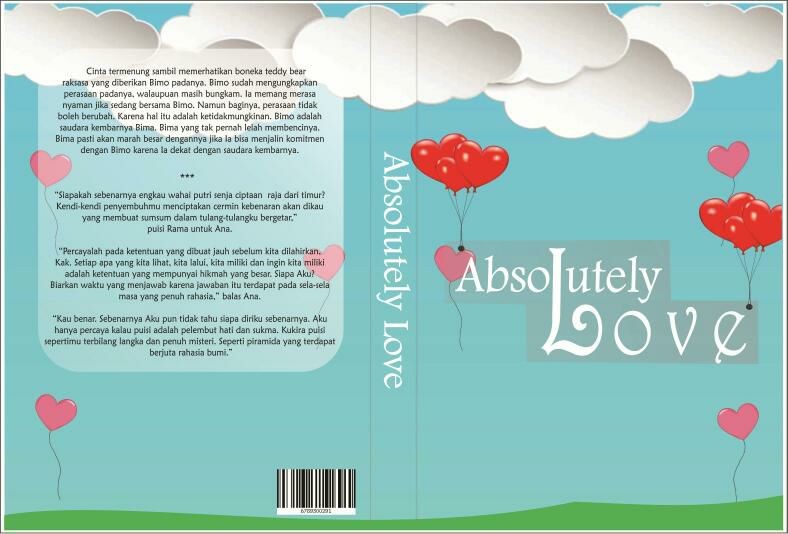 Cinta termenung sambil memerhatikan boneka teddy bear
raksasa yang diberikan Bimo padanya. Bimo sudah mengungkapkan
perasaan padanya, walaupuan masih bungkam. Ia memang merasa
nyaman jika sedang bersama Bimo. Namun baginya, perasaan tidak
boleh berubah. Karena hal itu adalah ketidakmungkinan. Bimo adalah
saudara kembarnya Bima. Bima yang tak pernah lelah membencinya.
Bima pasti akan marah besar dengannya jika Ia bisa menjalin komitmen
dengan Bimo karena Ia dekat dengan saudara kembarnya.
***
"Siapakah sebenarnya engkau wahai putri senja ciptaan raja dari timur?
Kendi-kendi penyembuhmu menciptakan cermin kebenaran akan dikau
yang membuat sumsum dalam tulang-tulangku bergetar,"
puisi Rama untuk Ana.
"Percayalah pada ketentuan yang dibuat jauh sebelum kita dilahirkan,
Kak. Setiap apa yang kita lihat, kita lalui, kita miliki dan ingin kita miliki
adalah ketentuan yang mempunyai hikmah yang besar. Siapa Aku?
Biarkan waktu yang menjawab karena jawaban itu terdapat pada sela-sela
masa yang penuh rahasia," balas Ana.
"Kau benar. Sebenarnya Aku pun tidak tahu siapa diriku sebenarnya. Aku
hanya percaya kalau puisi adalah pelembut hati dan sukma. Kukira puisi
sepertimu terbilang langka dan penuh misteri. Seperti piramida yang terdapat
berjuta rahasia bumi."
6789300291
Absolutely Love
Absolutely
Love